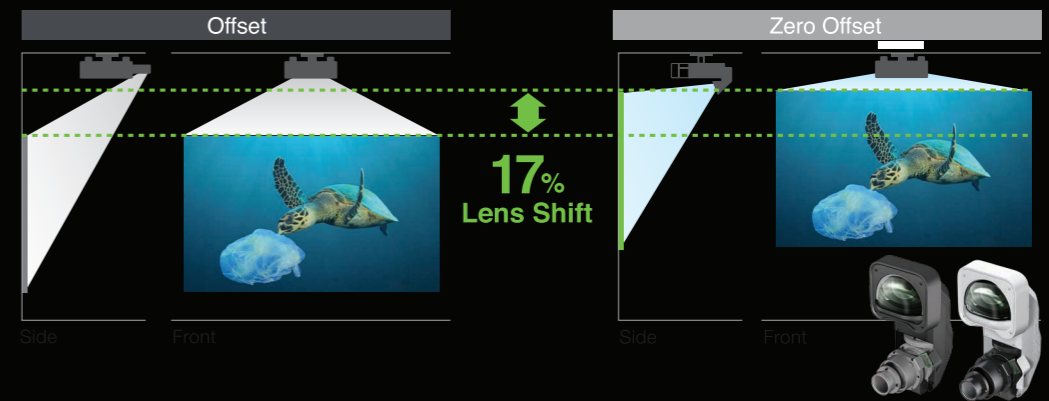 Offset
Zero Offset
17%
Lens Shift
Side
Front
Side
Front